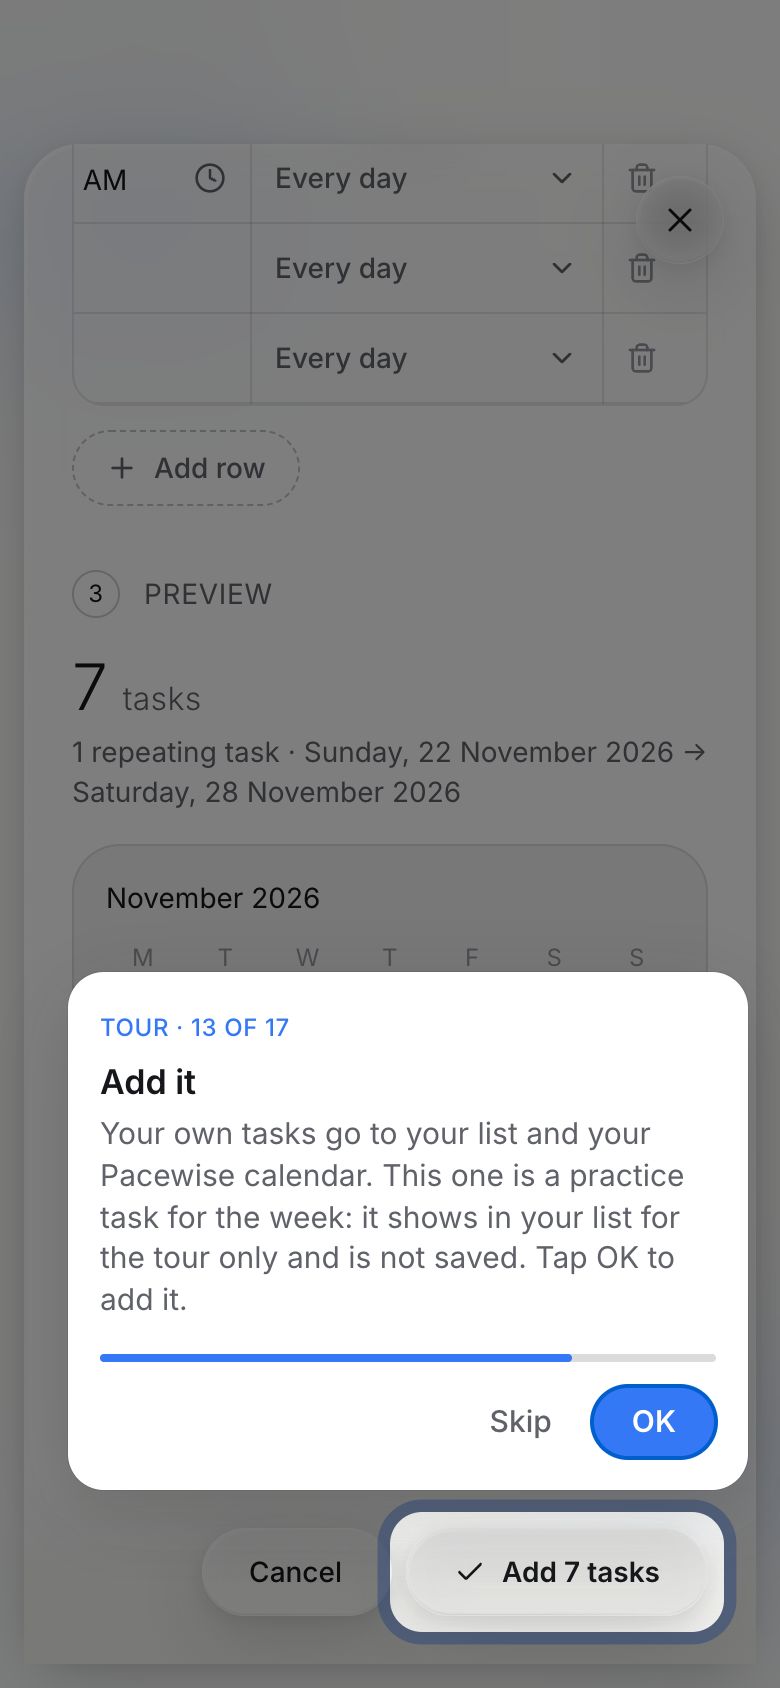 AM
Every day
Every day
Every day
Add row
3 PREVIEW
7 tasks
1 repeating task · Sunday, 22 November 2026 →
Saturday, 28 November 2026
November 2026
M T W T F S S
TOUR · 13 OF 17
Add it
Your own tasks go to your list and your
Pacewise calendar. This one is a practice
task for the week: it shows in your list for
the tour only and is not saved. Tap OK to
add it.
Skip OK
Cancel Add 7 tasks